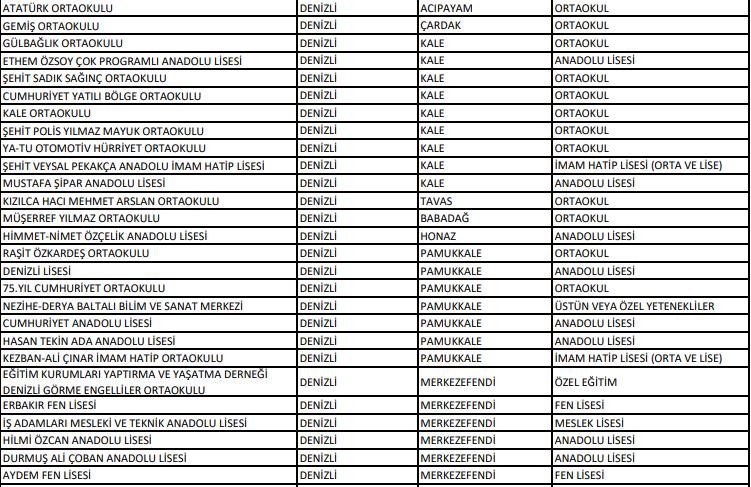 ATATÜRK ORTAOKULU DENİZLİ ACIPAYAM ORTAOKUL
GEMİŞ ORTAOKULU DENİZLİ ÇARDAK ORTAOKUL
GÜLBAĞLIK ORTAOKULU DENİZLİ KALE ORTAOKUL
ETHEM ÖZSOY ÇOK PROGRAMLI ANADOLU LİSESİ DENİZLİ KALE ANADOLU LİSESİ
ŞEHİT SADIK SAĞINÇ ORTAOKULU DENİZLİ KALE ORTAOKUL
CUMHURİYET YATILI BÖLGE ORTAOKULU DENİZLİ KALE ORTAOKUL
KALE ORTAOKULU DENİZLİ KALE ORTAOKUL
ŞEHİT POLİS YILMAZ MAYUK ORTAOKULU DENİZLİ KALE ORTAOKUL
YA-TU OTOMOTİV HÜRRİYET ORTAOKULU DENİZLİ KALE ORTAOKUL
ŞEHİT VEYSAL PEKAKÇA ANADOLU İMAM HATİP LİSESİ DENİZLİ KALE İMAM HATİP LİSESİ (ORTA VE LİSE)
MUSTAFA ŞİPAR ANADOLU LİSESİ DENİZLİ KALE ANADOLU LİSESİ
KIZILCA HACI MEHMET ARSLAN ORTAOKULU DENİZLİ TAVAS ORTAOKUL
MÜŞERREF YILMAZ ORTAOKULU DENİZLİ BABADAĞ ORTAOKUL
HİMMET-NİMET ÖZÇELİK ANADOLU LİSESİ DENİZLİ HONAZ ANADOLU LİSESİ
RAŞİT ÖZKARDEŞ ORTAOKULU DENİZLİ PAMUKKALE ORTAOKUL
DENİZLİ LİSESİ DENİZLİ PAMUKKALE ANADOLU LİSESİ
75.YIL CUMHURİYET ORTAOKULU DENİZLİ PAMUKKALE ORTAOKUL
NEZİHE-DERYA BALTALI BİLİM VE SANAT MERKEZİ DENİZLİ PAMUKKALE ÜSTÜN VEYA ÖZEL YETENEKLİLER
CUMHURİYET ANADOLU LİSESİ DENİZLİ PAMUKKALE ANADOLU LİSESİ
HASAN TEKİN ADA ANADOLU LİSESİ DENİZLİ PAMUKKALE ANADOLU LİSESİ
KEZBAN-ALİ ÇINAR İMAM HATİP ORTAOKULU DENİZLİ PAMUKKALE İMAM HATİP LİSESİ (ORTA VE LİSE)
EĞİTİM KURUMLARI YAPTIRMA VE YAŞATMA DERNEĞİ
DENİZLİ GÖRME ENGELLİLER ORTAOKULU DENİZLİ MERKEZEFENDİ ÖZEL EĞİTİM
ERBAKIR FEN LİSESİ DENİZLİ MERKEZEFENDİ FEN LİSESİ
İŞ ADAMLARI MESLEKİ VE TEKNİK ANADOLU LİSESİ DENİZLİ MERKEZEFENDİ MESLEK LİSESİ
HİLMİ ÖZCAN ANADOLU LİSESİ DENİZLİ MERKEZEFENDİ ANADOLU LİSESİ
DURMUŞ ALİ ÇOBAN ANADOLU LİSESİ DENİZLİ MERKEZEFENDİ ANADOLU LİSESİ
AYDEM FEN LİSESİ DENİZLİ MERKEZEFENDİ FEN LİSESİ